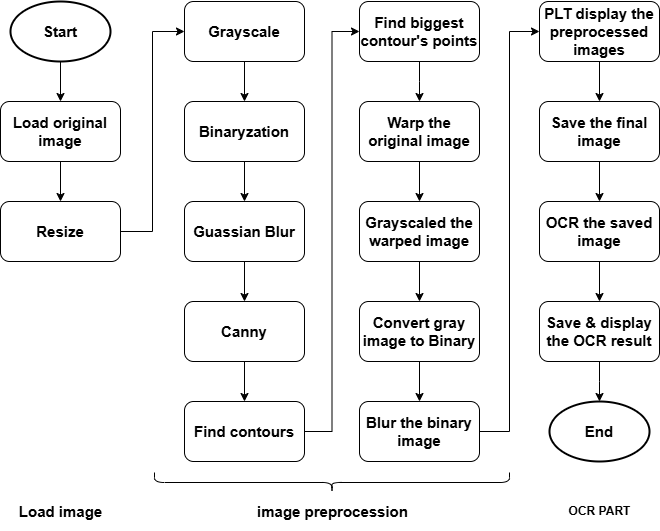 Start
Load original
image
Resize
Grayscale
Binaryzation
Guassian Blur
Canny
Find contours
Find biggest
contour's points
Warp the
original image
Grayscaled the
warped image
Convert gray
image to Binary
Blur the binary
image
PLT display the
preprocessed
images
Save the final
image
OCR the saved
image
Save & display
the OCR result
End
Load image
image preprocession
OCR PART